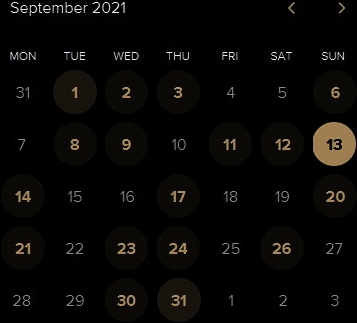 September 2021
MON TUE WED THU FRI SAT SUN
31 1 2 3 4 5 6
7 8 9 10 11 12 13
14 15 16 17 18 19 20
21 22 23 24 25 26 27
28 29 30 31 1 2 3